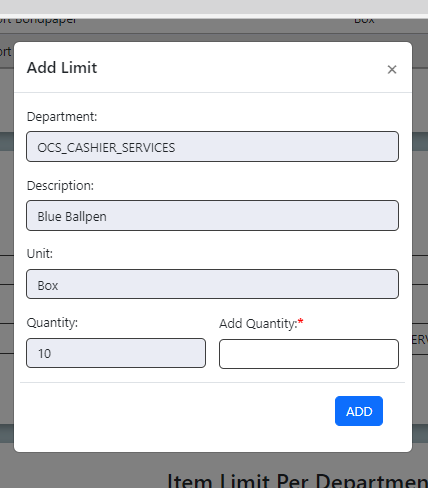 ort Bondpaper Box
ort
Add Limit ×
Department:
OCS_CASHIER_SERVICES
Description:
Blue Ballpen
Unit:
Box
Quantity: Add Quantity:*
10
ADD
Item Limit Per Departmen